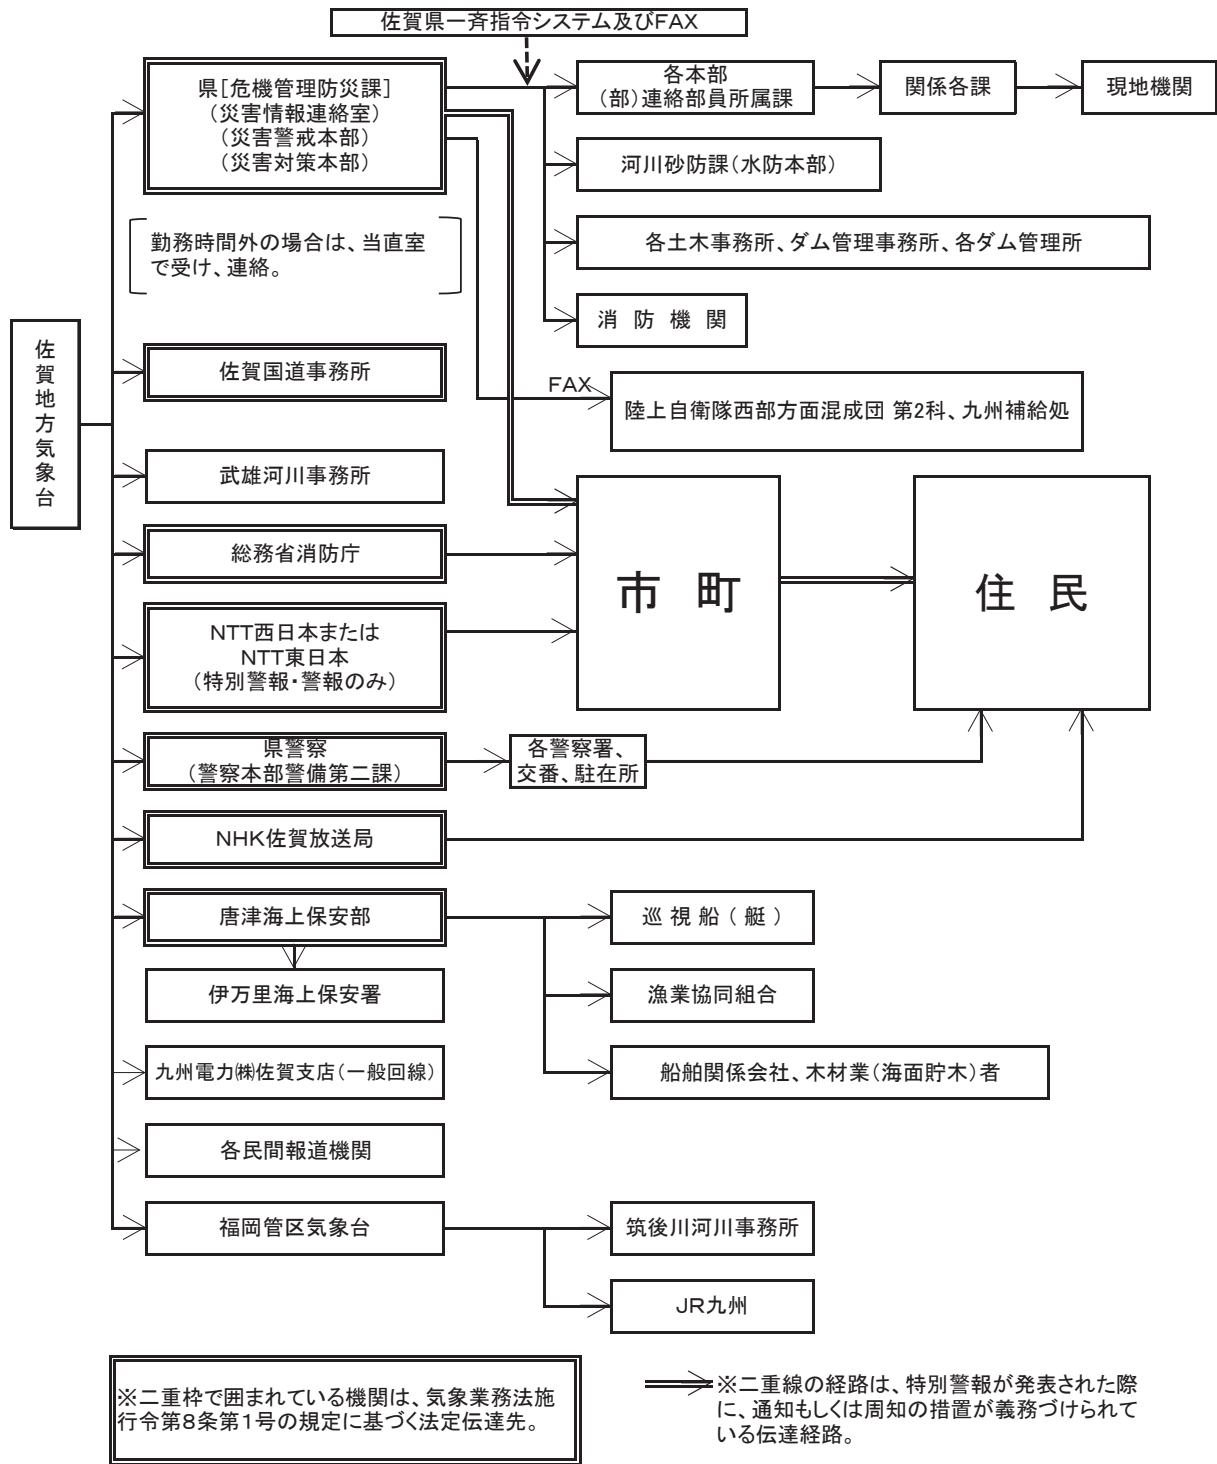 佐賀県一斉指令システム及びFAX
県[危機管理防災課]
(災害情報連絡室)
(災害警戒本部)
(災害対策本部)
各本部
(部)連絡部員所属課
関係各課
現地機関
河川砂防課(水防本部)
勤務時間外の場合は、当直室
で受け、連絡。
各土木事務所、ダム管理事務所、各ダム管理所
消 防 機 関
佐賀地方気象台
佐賀国道事務所
FAX
陸上自衛隊西部方面混成団 第2科、九州補給処
武雄河川事務所
総務省消防庁
市 町
住 民
NTT西日本または
NTT東日本
(特別警報・警報のみ)
県警察
(警察本部警備第二課)
各警察署、
交番、駐在所
NHK佐賀放送局
唐津海上保安部
巡 視 船 ( 艇 )
伊万里海上保安署
漁業協同組合
九州電力㈱佐賀支店(一般回線)
船舶関係会社、木材業(海面貯木)者
各民間報道機関
福岡管区気象台
筑後川河川事務所
JR九州
※二重枠で囲まれている機関は、気象業務法施
行令第8条第1号の規定に基づく法定伝達先。
※二重線の経路は、特別警報が発表された際
に、通知もしくは周知の措置が義務づけられて
いる伝達経路。